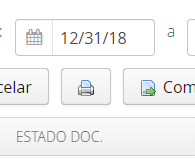 : 12/31/18 a
celar Com
ESTADO DOC.